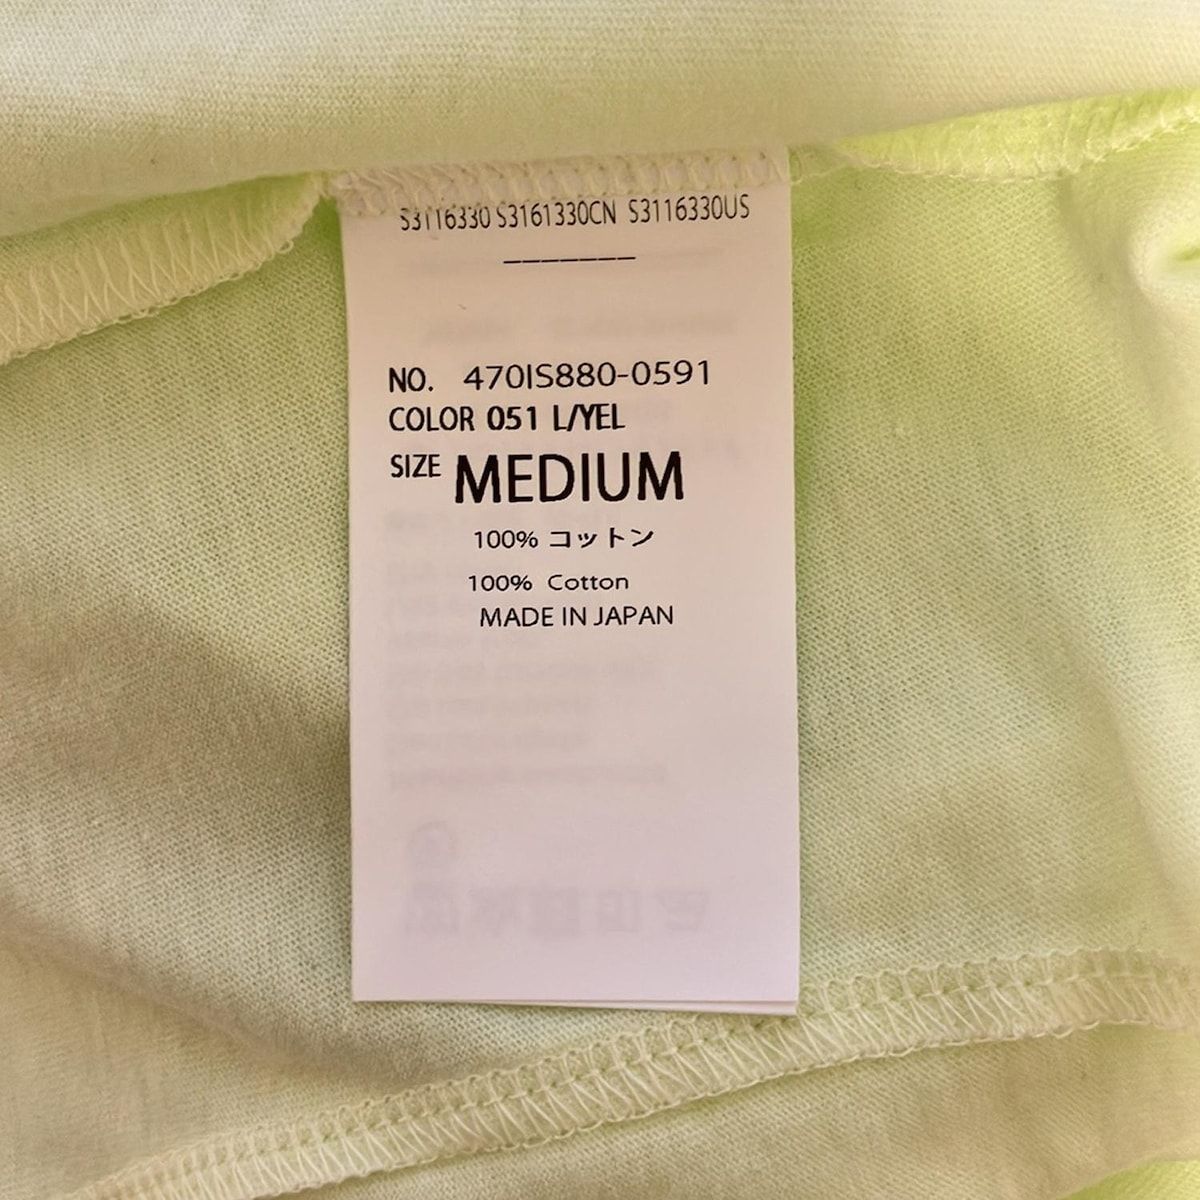 S3116330 S3161330CN S3116330US
_______
NO. 470IS880-0591
COLOR 051 L/YEL
SIZE MEDIUM
100% コットン
100% Cotton
MADE IN JAPAN